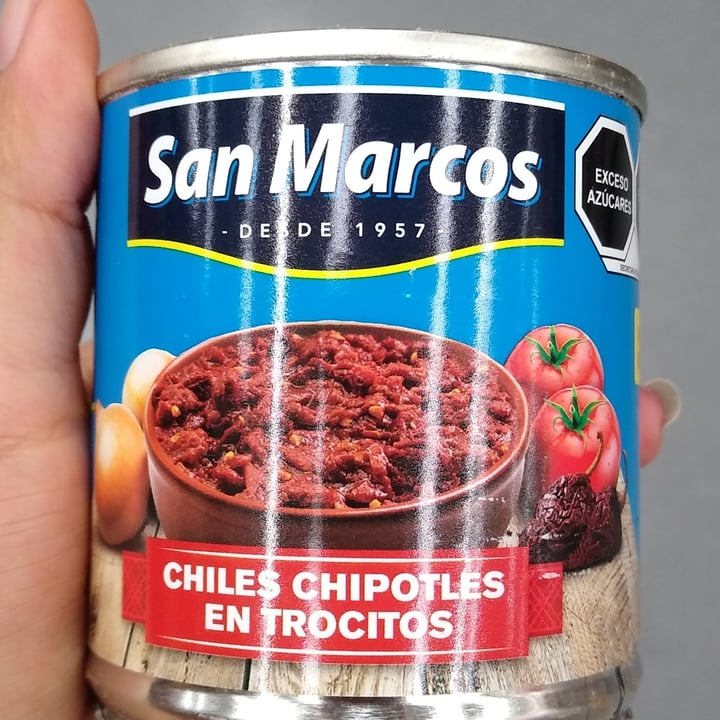 San Marcos
- DESDE 1957 -
EXCESO
AZÚCARES
CHILES CHIPOTLES
EN TROCITOS